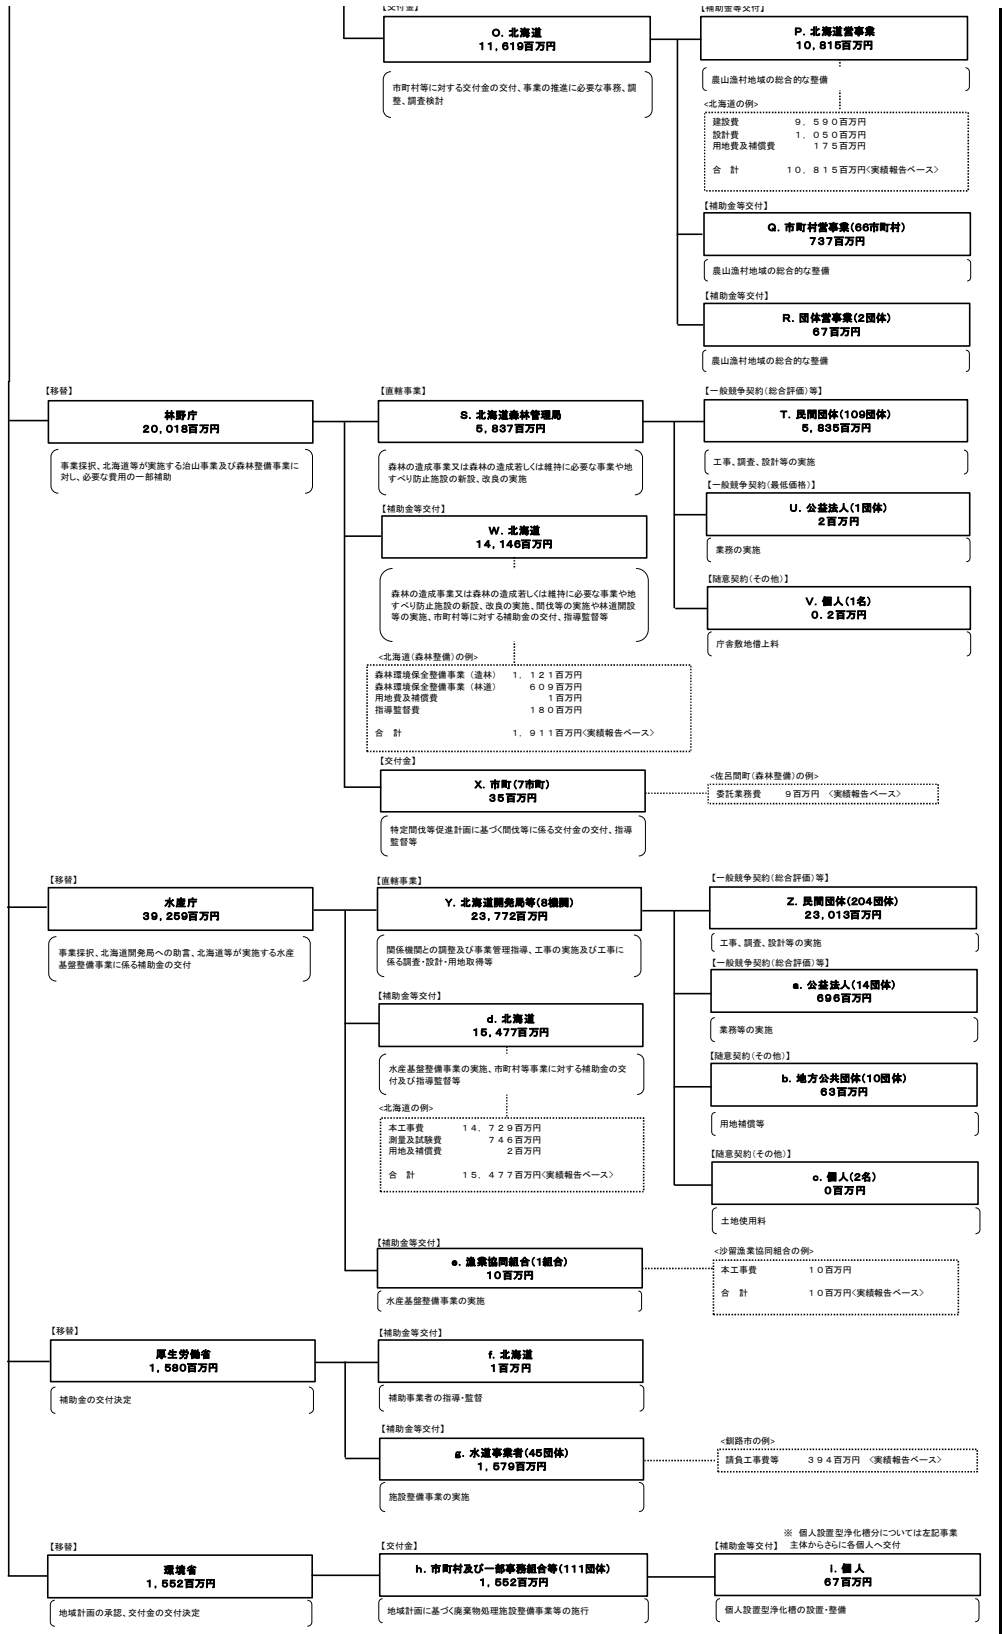 【交付金】
O. 北海道
11,619百万円
市町村等に対する交付金の交付、事業の推進に必要な事務、調
整、調査検討
【補助金等交付】
P. 北海道営事業
10,815百万円
農山漁村地域の総合的な整備
<北海道の例>
建設費 9,590百万円
設計費 1,050百万円
用地費及補償費 175百万円
合 計 10,815百万円<実績報告ベース>
【補助金等交付】
Q. 市町村営事業(66市町村)
737百万円
農山漁村地域の総合的な整備
【補助金等交付】
R. 団体営事業(2団体)
67百万円
農山漁村地域の総合的な整備
【移替】
林野庁
20,018百万円
事業採択、北海道等が実施する治山事業及び森林整備事業に
対し、必要な費用の一部補助
【直轄事業】
S. 北海道森林管理局
5,837百万円
森林の造成事業又は森林の造成若しくは維持に必要な事業や地
すべり防止施設の新設、改良の実施
【一般競争契約(総合評価)等】
T. 民間団体(109団体)
5,835百万円
工事、調査、設計等の実施
【一般競争契約(最低価格)】
U. 公益法人(1団体)
2百万円
業務の実施
【随意契約(その他)】
V. 個人(1名)
0.2百万円
庁舎敷地借上料
【補助金等交付】
W. 北海道
14,146百万円
森林の造成事業又は森林の造成若しくは維持に必要な事業や地
すべり防止施設の新設、改良の実施、間伐等の実施や林道開設
等の実施、市町村等に対する補助金の交付、指導監督等
<北海道(森林整備)の例>
森林環境保全整備事業(造林) 1,121百万円
森林環境保全整備事業(林道) 609百万円
用地費及補償費 1百万円
指導監督費 180百万円
合 計 1,911百万円<実績報告ベース>
【交付金】
X. 市町(7市町)
35百万円
特定間伐等促進計画に基づく間伐等に係る交付金の交付、指導
監督等
<佐呂間町(森林整備)の例>
委託業務費 9百万円 <実績報告ベース>
【移替】
水産庁
39,259百万円
事業採択、北海道開発局への助言、北海道等が実施する水産
基盤整備事業に係る補助金の交付
【直轄事業】
Y. 北海道開発局等(8機関)
23,772百万円
関係機関との調整及び事業管理指導、工事の実施及び工事に
係る調査・設計・用地取得等
【一般競争契約(総合評価)等】
Z. 民間団体(204団体)
23,013百万円
工事、調査、設計等の実施
【一般競争契約(総合評価)等】
a. 公益法人(14団体)
696百万円
業務等の実施
【随意契約(その他)】
b. 地方公共団体(10団体)
63百万円
用地補償等
【随意契約(その他)】
c. 個人(2名)
0百万円
土地使用料
【補助金等交付】
d. 北海道
15,477百万円
水産基盤整備事業の実施、市町村等事業に対する補助金の交
付及び指導監督等
<北海道の例>
本工事費 14,729百万円
測量及試験費 746百万円
用地及補償費 2百万円
合 計 15,477百万円<実績報告ベース>
【補助金等交付】
e. 漁業協同組合(1組合)
10百万円
水産基盤整備事業の実施
<沙留漁業協同組合の例>
本工事費 10百万円
合 計 10百万円<実績報告ベース>
【移替】
厚生労働省
1,580百万円
補助金の交付決定
【補助金等交付】
f. 北海道
1百万円
補助事業者の指導・監督
【補助金等交付】
g. 水道事業者(45団体)
1,579百万円
施設整備事業の実施
<釧路市の例>
請負工事費等 394百万円 <実績報告ベース>
【移替】
環境省
1,552百万円
地域計画の承認、交付金の交付決定
【交付金】
h. 市町村及び一部事務組合等(111団体)
1,552百万円
地域計画に基づく廃棄物処理施設整備事業等の施行
※ 個人設置型浄化槽分については左記事業
【補助金等交付】 主体からさらに各個人へ交付
i. 個人
67百万円
個人設置型浄化槽の設置・整備